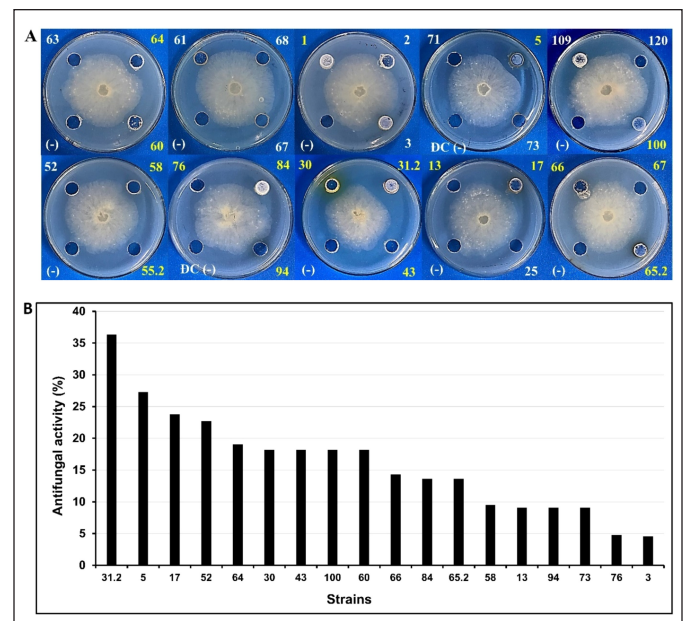 A
63 64 61 68 1 2 71 5 109 120
(-) 60 67 (-) 3 ĐC (-) 73 (-) 100
52 58 76 84 30 31.2 13 17 66 67
(-) 55.2 ĐC (-) 94 (-) 43 (-) 25 (-) 65.2
B
40
35
30
25
20
15
10
5
0
Antifungal activity (%)
31.2 5 17 52 64 30 43 100 60 66 84 65.2 58 13 94 73 76 3
Strains